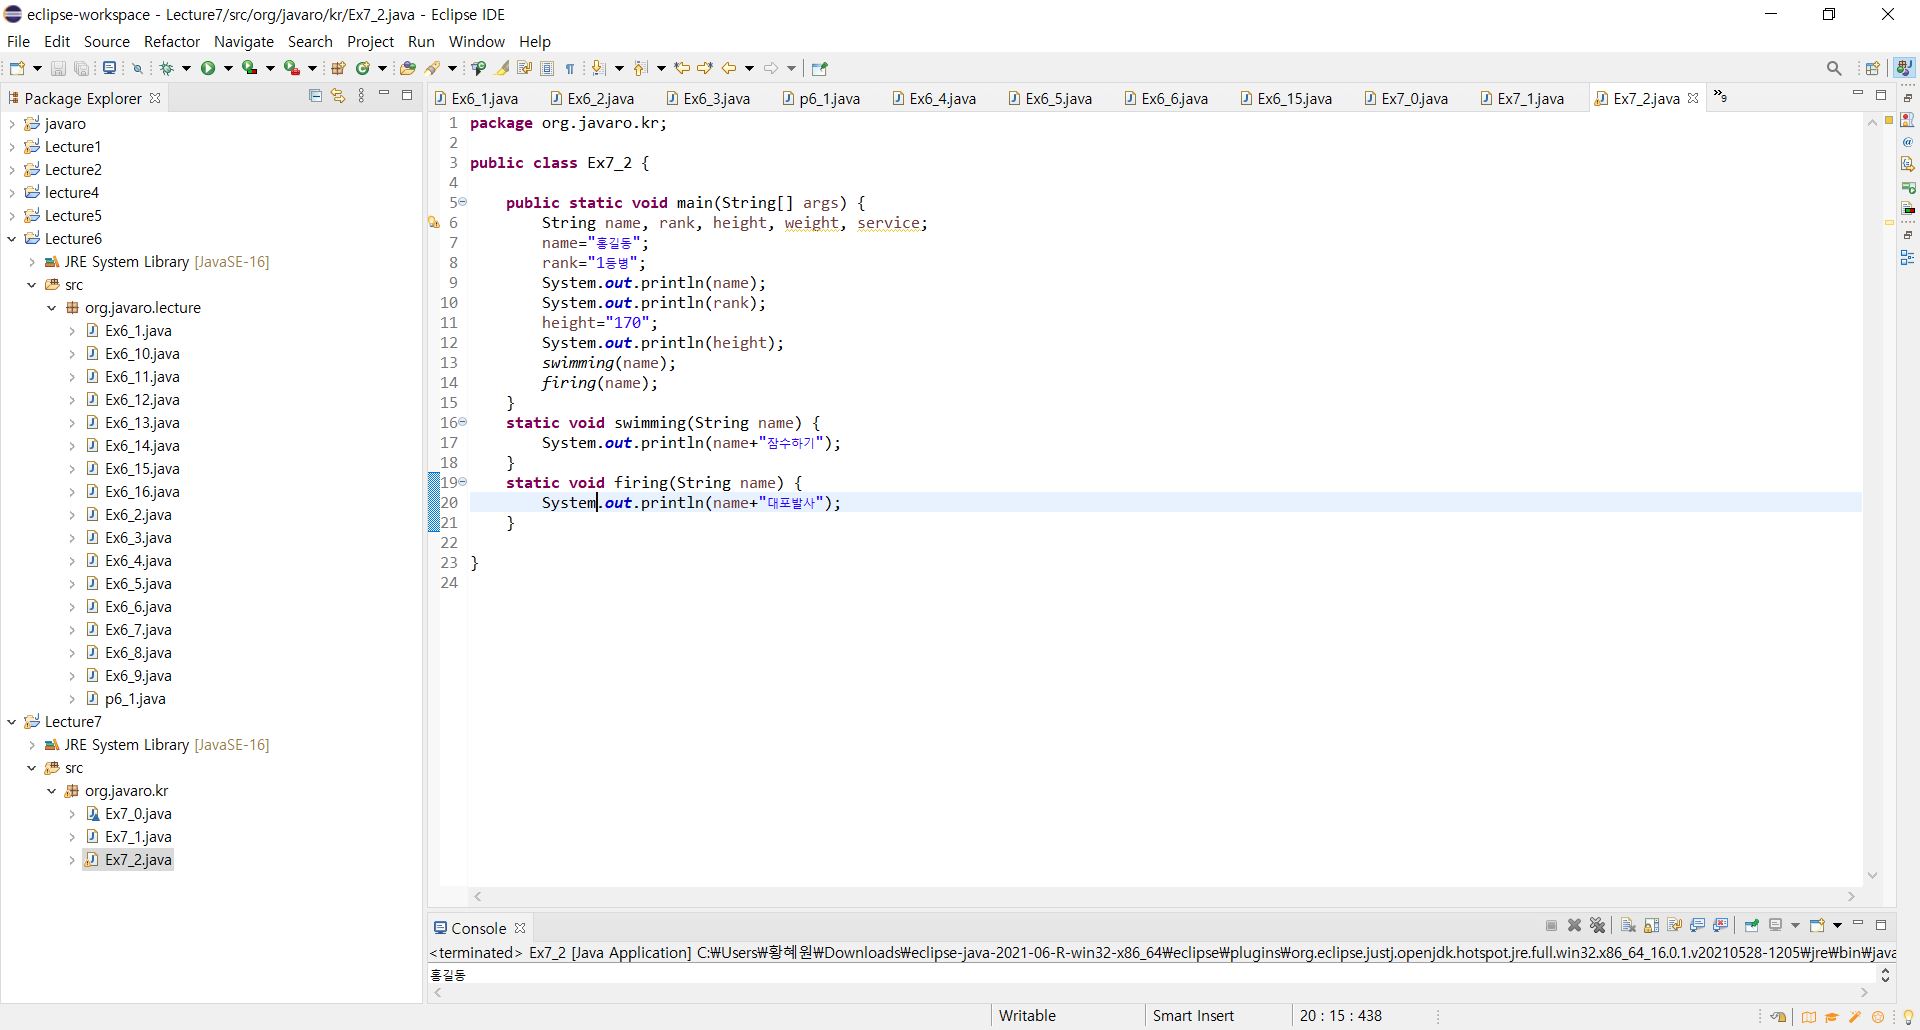 eclipse-workspace - Lecture7/src/org/javaro/kr/Ex7_2.java - Eclipse IDE
File Edit Source Refactor Navigate Search Project Run Window Help
Package Explorer
javaro
Lecture1
Lecture2
lecture4
Lecture5
Lecture6
JRE System Library [JavaSE-16]
src
org.javaro.lecture
Ex6_1.java
Ex6_10.java
Ex6_11.java
Ex6_12.java
Ex6_13.java
Ex6_14.java
Ex6_15.java
Ex6_16.java
Ex6_2.java
Ex6_3.java
Ex6_4.java
Ex6_5.java
Ex6_6.java
Ex6_7.java
Ex6_8.java
Ex6_9.java
p6_1.java
Lecture7
JRE System Library [JavaSE-16]
src
org.javaro.kr
Ex7_0.java
Ex7_1.java
Ex7_2.java
Ex6_1.java Ex6_2.java Ex6_3.java p6_1.java Ex6_4.java Ex6_5.java Ex6_6.java Ex6_15.java Ex7_0.java Ex7_1.java Ex7_2.java »9
1 package org.javaro.kr;
2
3 public class Ex7_2 {
4
5 public static void main(String[] args) {
6 String name, rank, height, weight, service;
7 name="홍길동";
8 rank="1등병";
9 System.out.println(name);
10 System.out.println(rank);
11 height="170";
12 System.out.println(height);
13 swimming(name);
14 firing(name);
15 }
16 static void swimming(String name) {
17 System.out.println(name+"잠수하기");
18 }
19 static void firing(String name) {
20 System.out.println(name+"대포발사");
21 }
22
23 }
24
Console
<terminated> Ex7_2 [Java Application] C:₩Users₩황혜원₩Downloads₩eclipse-java-2021-06-R-win32-x86_64₩eclipse₩plugins₩org.eclipse.justj.openjdk.hotspot.jre.full.win32.x86_64_16.0.1.v20210528-1205₩jre₩bin₩java
홍길동
Writable Smart Insert 20 : 15 : 438